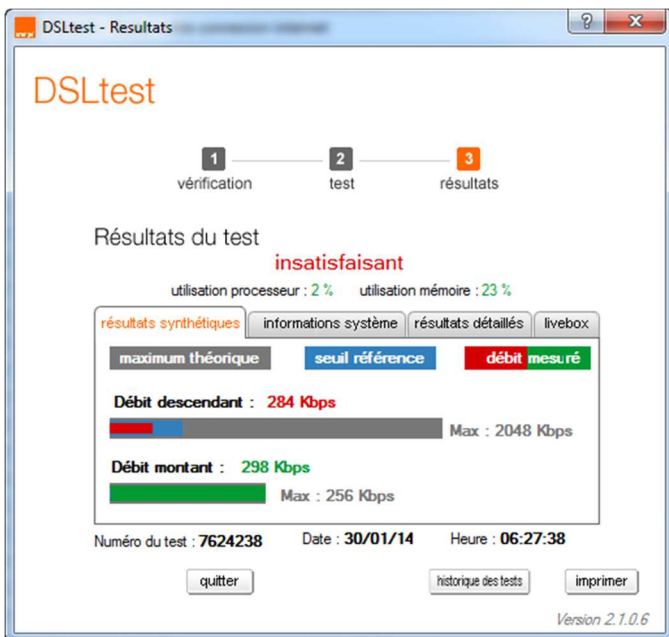 DSLtest - Resultats
DSLtest
1 2 3
vérification test résultats
Résultats du test
insatisfaisant
utilisation processeur : 2 % utilisation mémoire : 23 %
résultats synthétiques informations système résultats détaillés livebox
maximum théorique seuil référence débit mesuré
Débit descendant : 284 Kbps
Max : 2048 Kbps
Débit montant : 298 Kbps
Max : 256 Kbps
Numéro du test : 7624238 Date : 30/01/14 Heure : 06:27:38
quitter historique des tests imprimer
Version 2.1.0.6